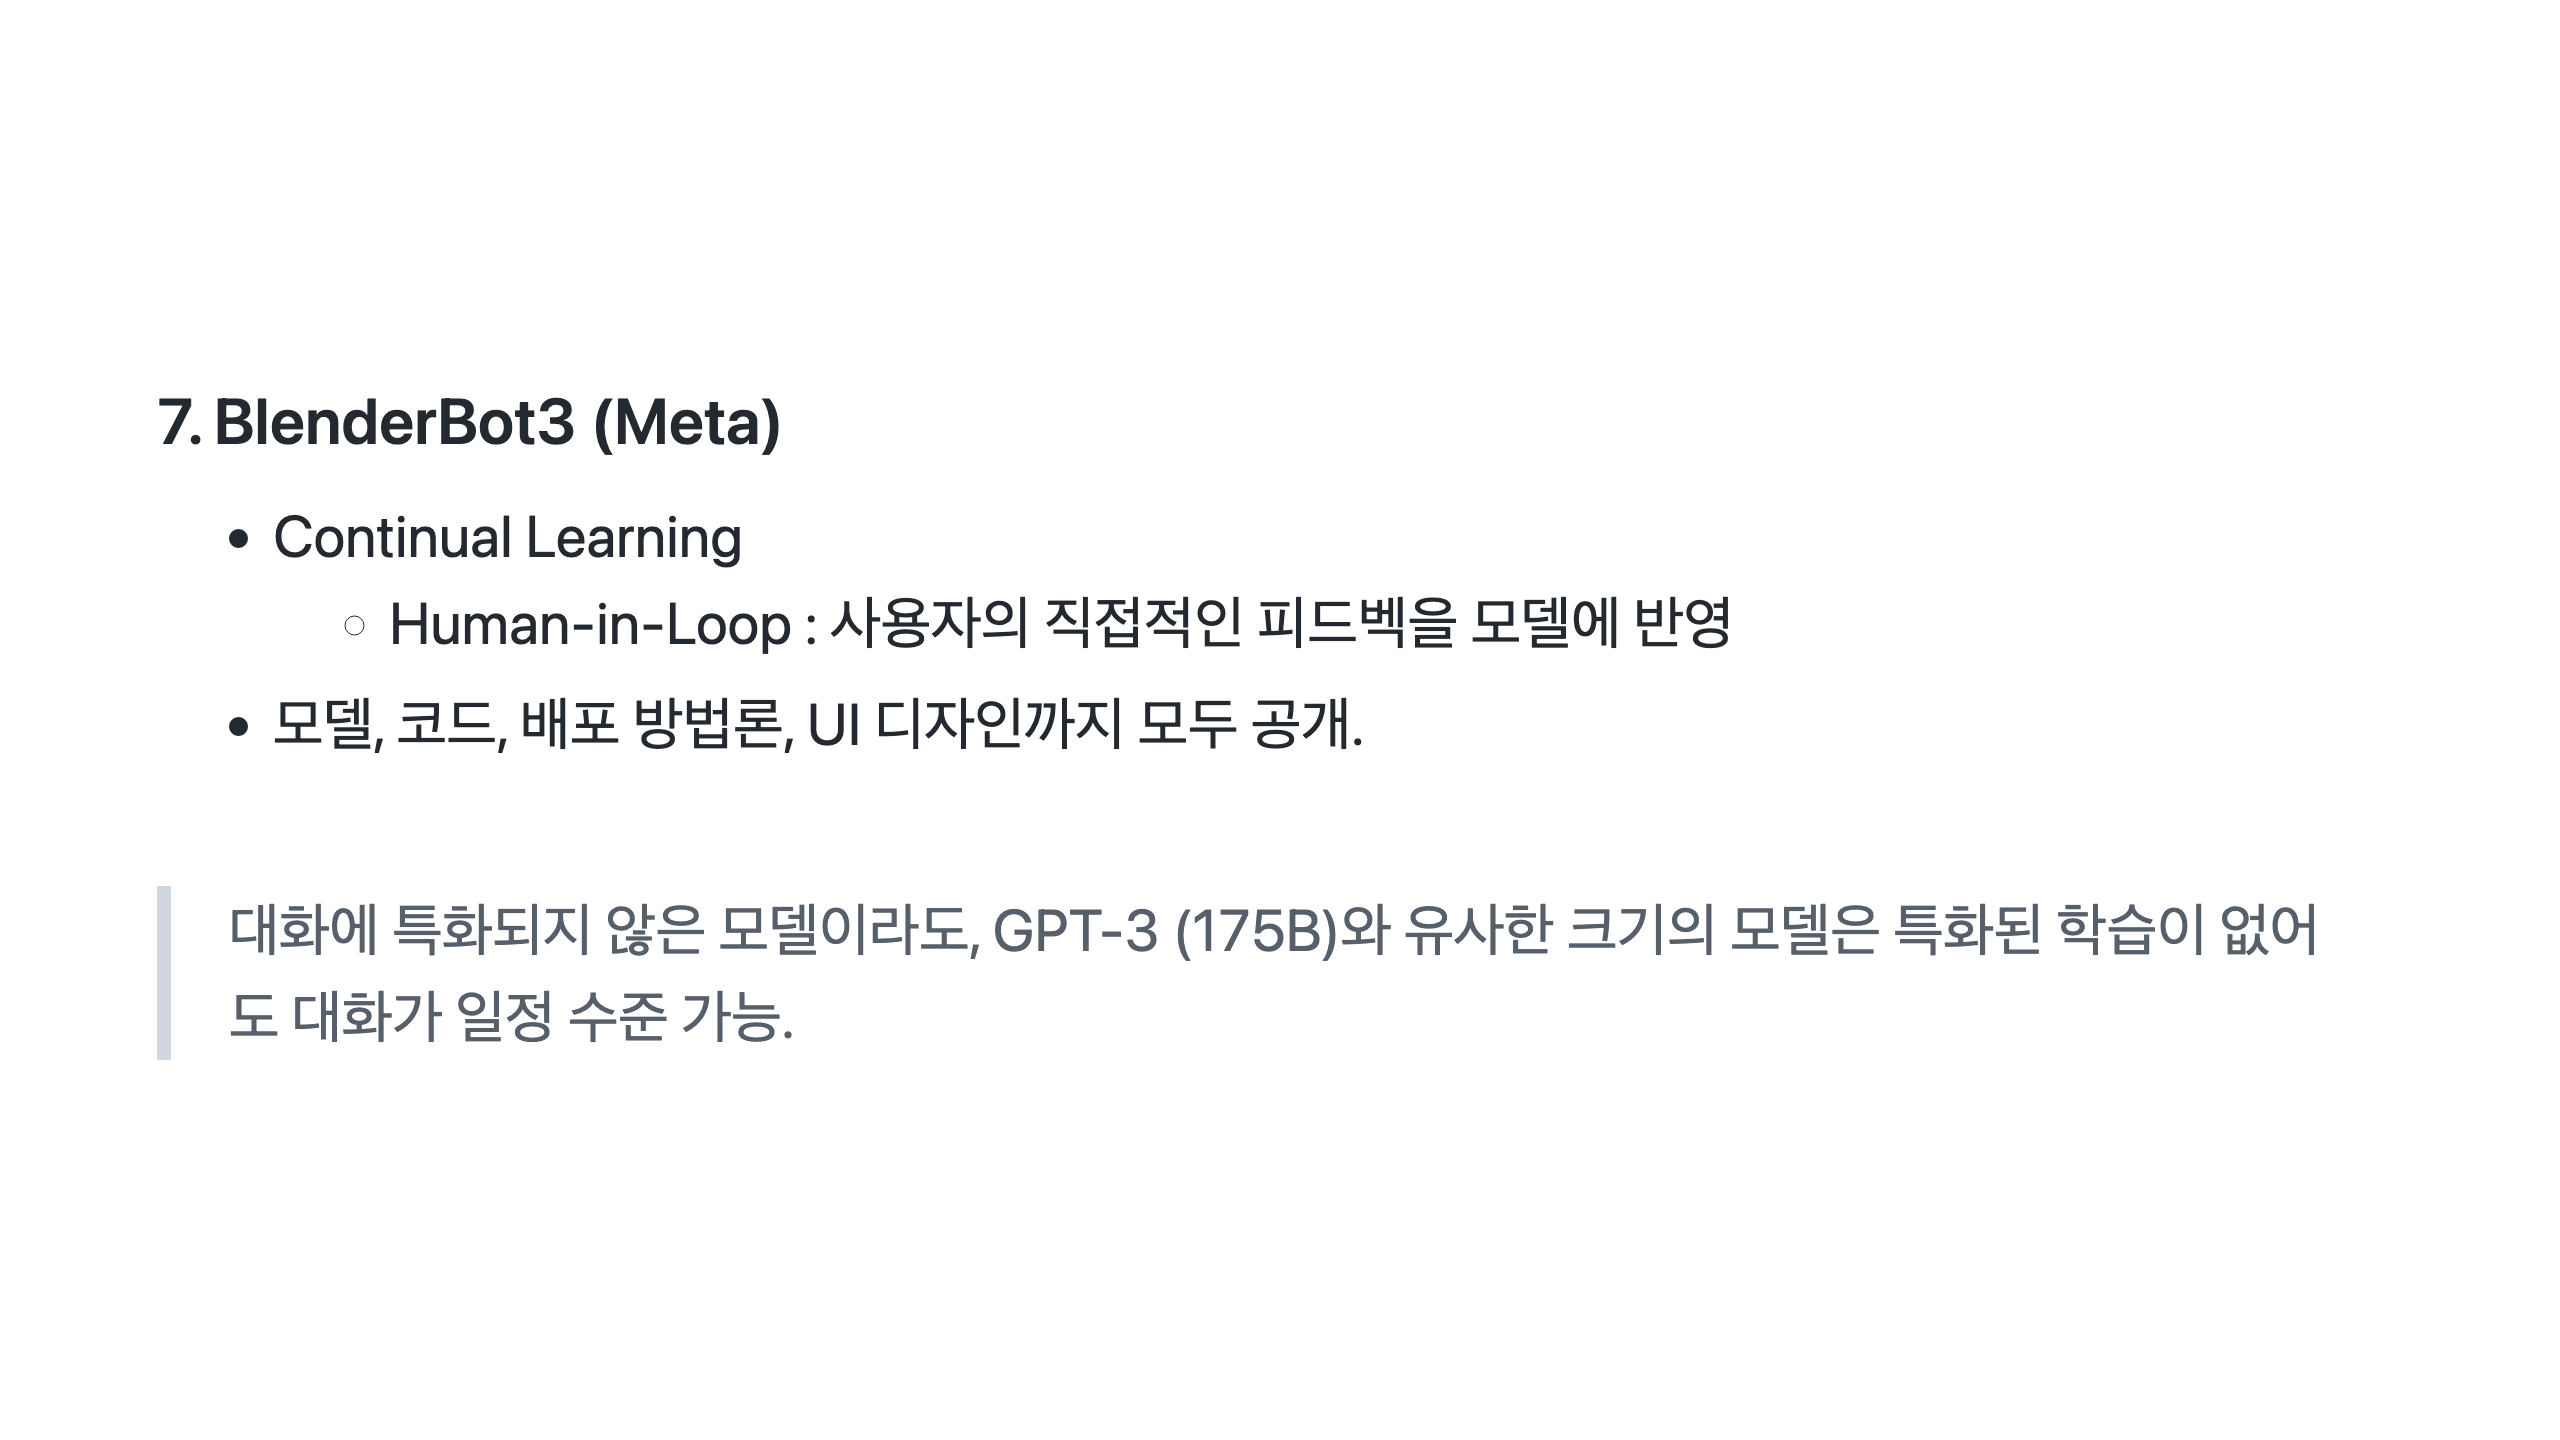 7. BlenderBot3 (Meta)
• Continual Learning
◦ Human-in-Loop : 사용자의 직접적인 피드벡을 모델에 반영
• 모델, 코드, 배포 방법론, UI 디자인까지 모두 공개.
대화에 특화되지 않은 모델이라도, GPT-3 (175B)와 유사한 크기의 모델은 특화된 학습이 없어
도 대화가 일정 수준 가능.